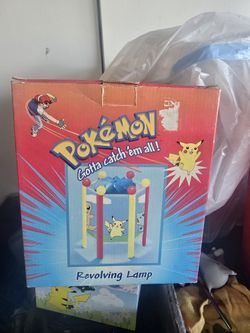 POKéMON
Gotta catch 'em all!
Revolving Lamp